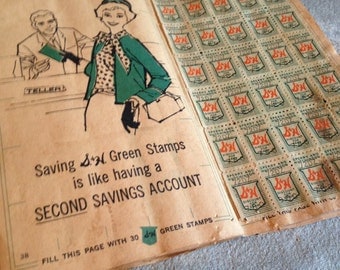 TELLER
Saving S&H Green Stamps
is like having a
SECOND SAVINGS ACCOUNT
38 FILL THIS PAGE WITH 30 S&H GREEN STAMPS
S&H